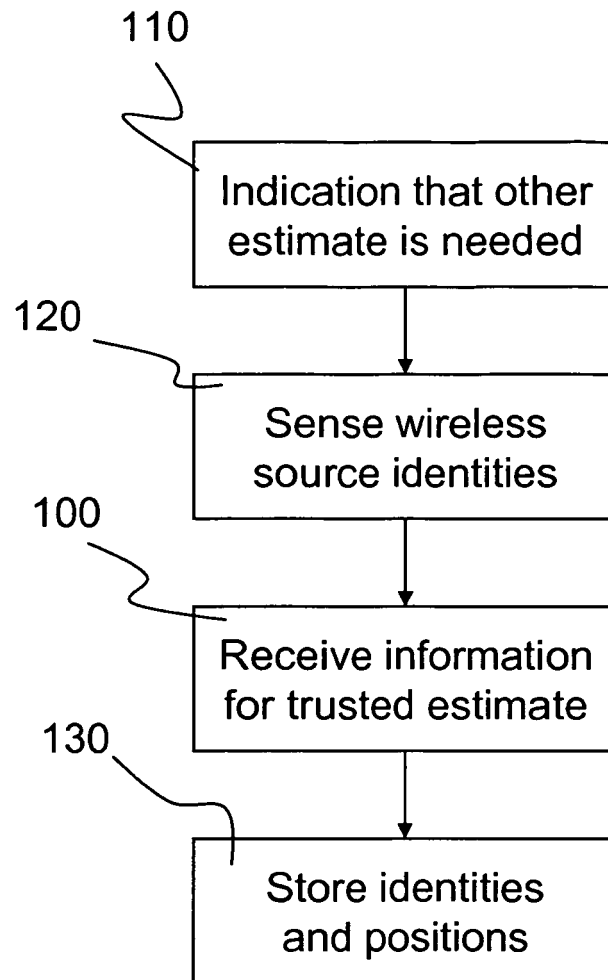 110
Indication that other
estimate is needed
120
Sense wireless
source identities
100
Receive information
for trusted estimate
130
Store identities
and positions